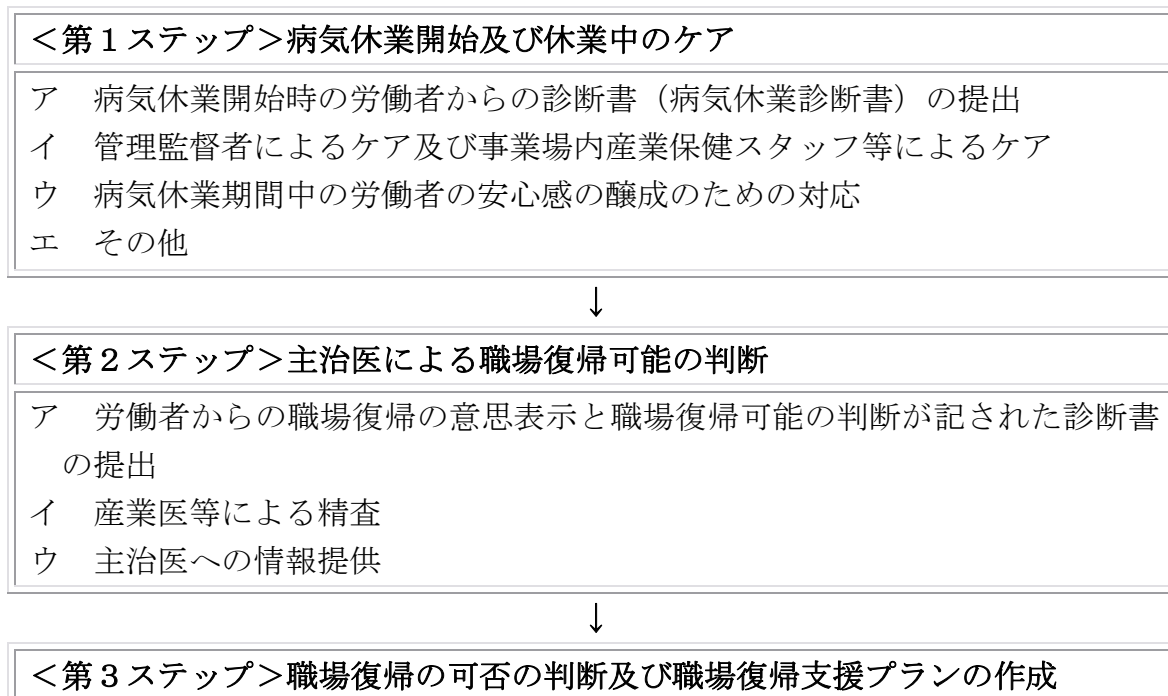 ＜第１ステップ＞病気休業開始及び休業中のケア
ア　病気休業開始時の労働者からの診断書（病気休業診断書）の提出
イ　管理監督者によるケア及び事業場内産業保健スタッフ等によるケア
ウ　病気休業期間中の労働者の安心感の醸成のための対応
エ　その他
↓
＜第２ステップ＞主治医による職場復帰可能の判断
ア　労働者からの職場復帰の意思表示と職場復帰可能の判断が記された診断書
の提出
イ　産業医等による精査
ウ　主治医への情報提供
↓
＜第３ステップ＞職場復帰の可否の判断及び職場復帰支援プランの作成